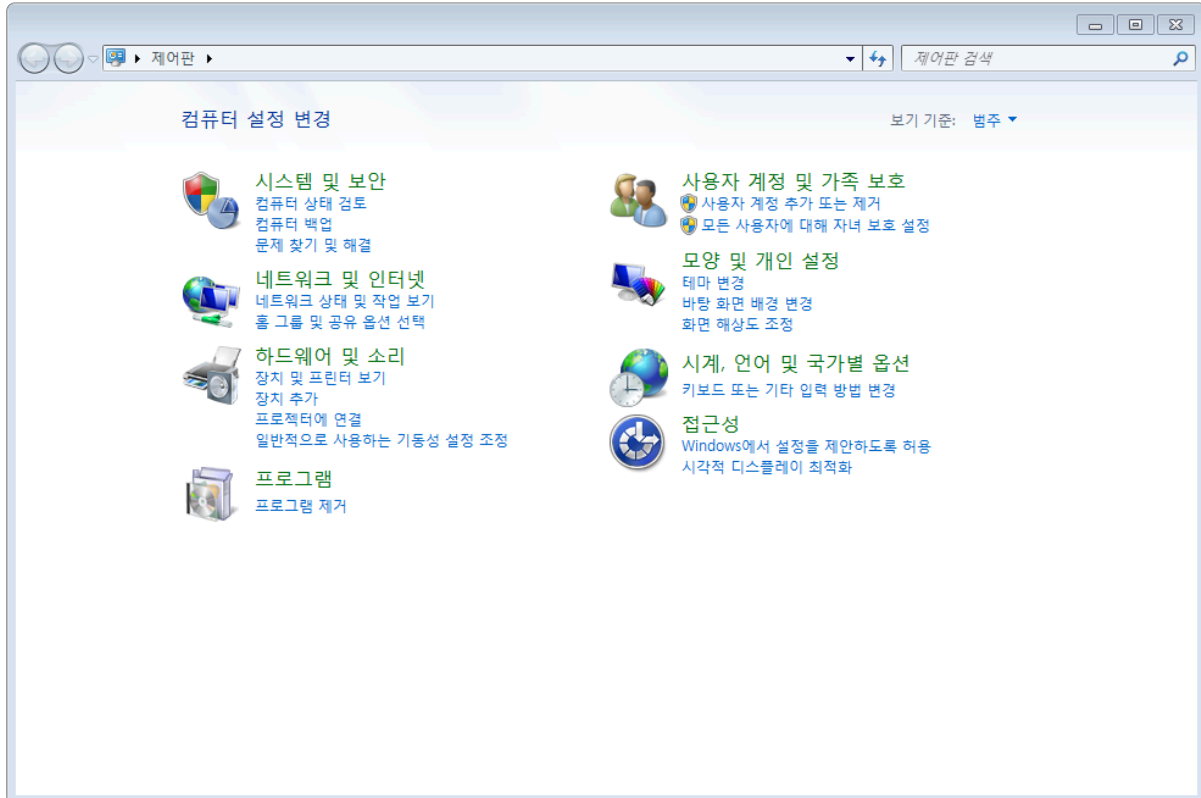 제어판
제어판 검색
컴퓨터 설정 변경
보기 기준: 범주
시스템 및 보안
컴퓨터 상태 검토
컴퓨터 백업
문제 찾기 및 해결
네트워크 및 인터넷
네트워크 상태 및 작업 보기
홈 그룹 및 공유 옵션 선택
하드웨어 및 소리
장치 및 프린터 보기
장치 추가
프로젝터에 연결
일반적으로 사용하는 기동성 설정 조정
프로그램
프로그램 제거
사용자 계정 및 가족 보호
사용자 계정 추가 또는 제거
모든 사용자에 대해 자녀 보호 설정
모양 및 개인 설정
테마 변경
바탕 화면 배경 변경
화면 해상도 조정
시계, 언어 및 국가별 옵션
키보드 또는 기타 입력 방법 변경
접근성
Windows에서 설정을 제안하도록 허용
시각적 디스플레이 최적화